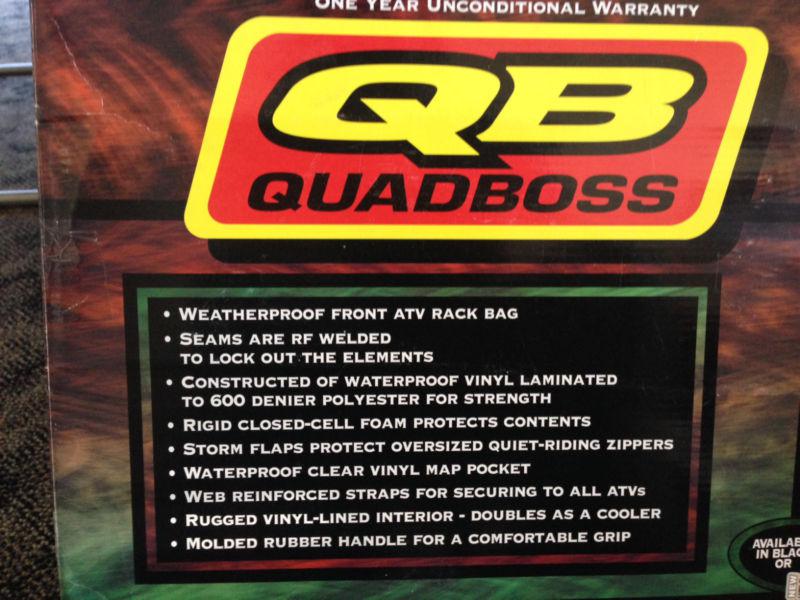 ONE YEAR UNCONDITIONAL WARRANTY
QB
QUADBOSS
• WEATHERPROOF FRONT ATV RACK BAG
• SEAMS ARE RF WELDED
TO LOCK OUT THE ELEMENTS
• CONSTRUCTED OF WATERPROOF VINYL LAMINATED
TO 600 DENIER POLYESTER FOR STRENGTH
• RIGID CLOSED-CELL FOAM PROTECTS CONTENTS
• STORM FLAPS PROTECT OVERSIZED QUIET-RIDING ZIPPERS
• WATERPROOF CLEAR VINYL MAP POCKET
• WEB REINFORCED STRAPS FOR SECURING TO ALL ATVs
• RUGGED VINYL-LINED INTERIOR - DOUBLES AS A COOLER
• MOLDED RUBBER HANDLE FOR A COMFORTABLE GRIP
IN
OR
NEW